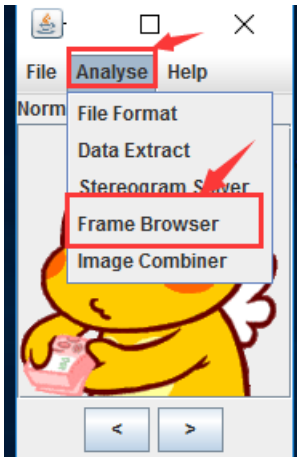 File Analyse Help
Norm
File Format
Data Extract
Stereogram Solver
Frame Browser
Image Combiner
< >